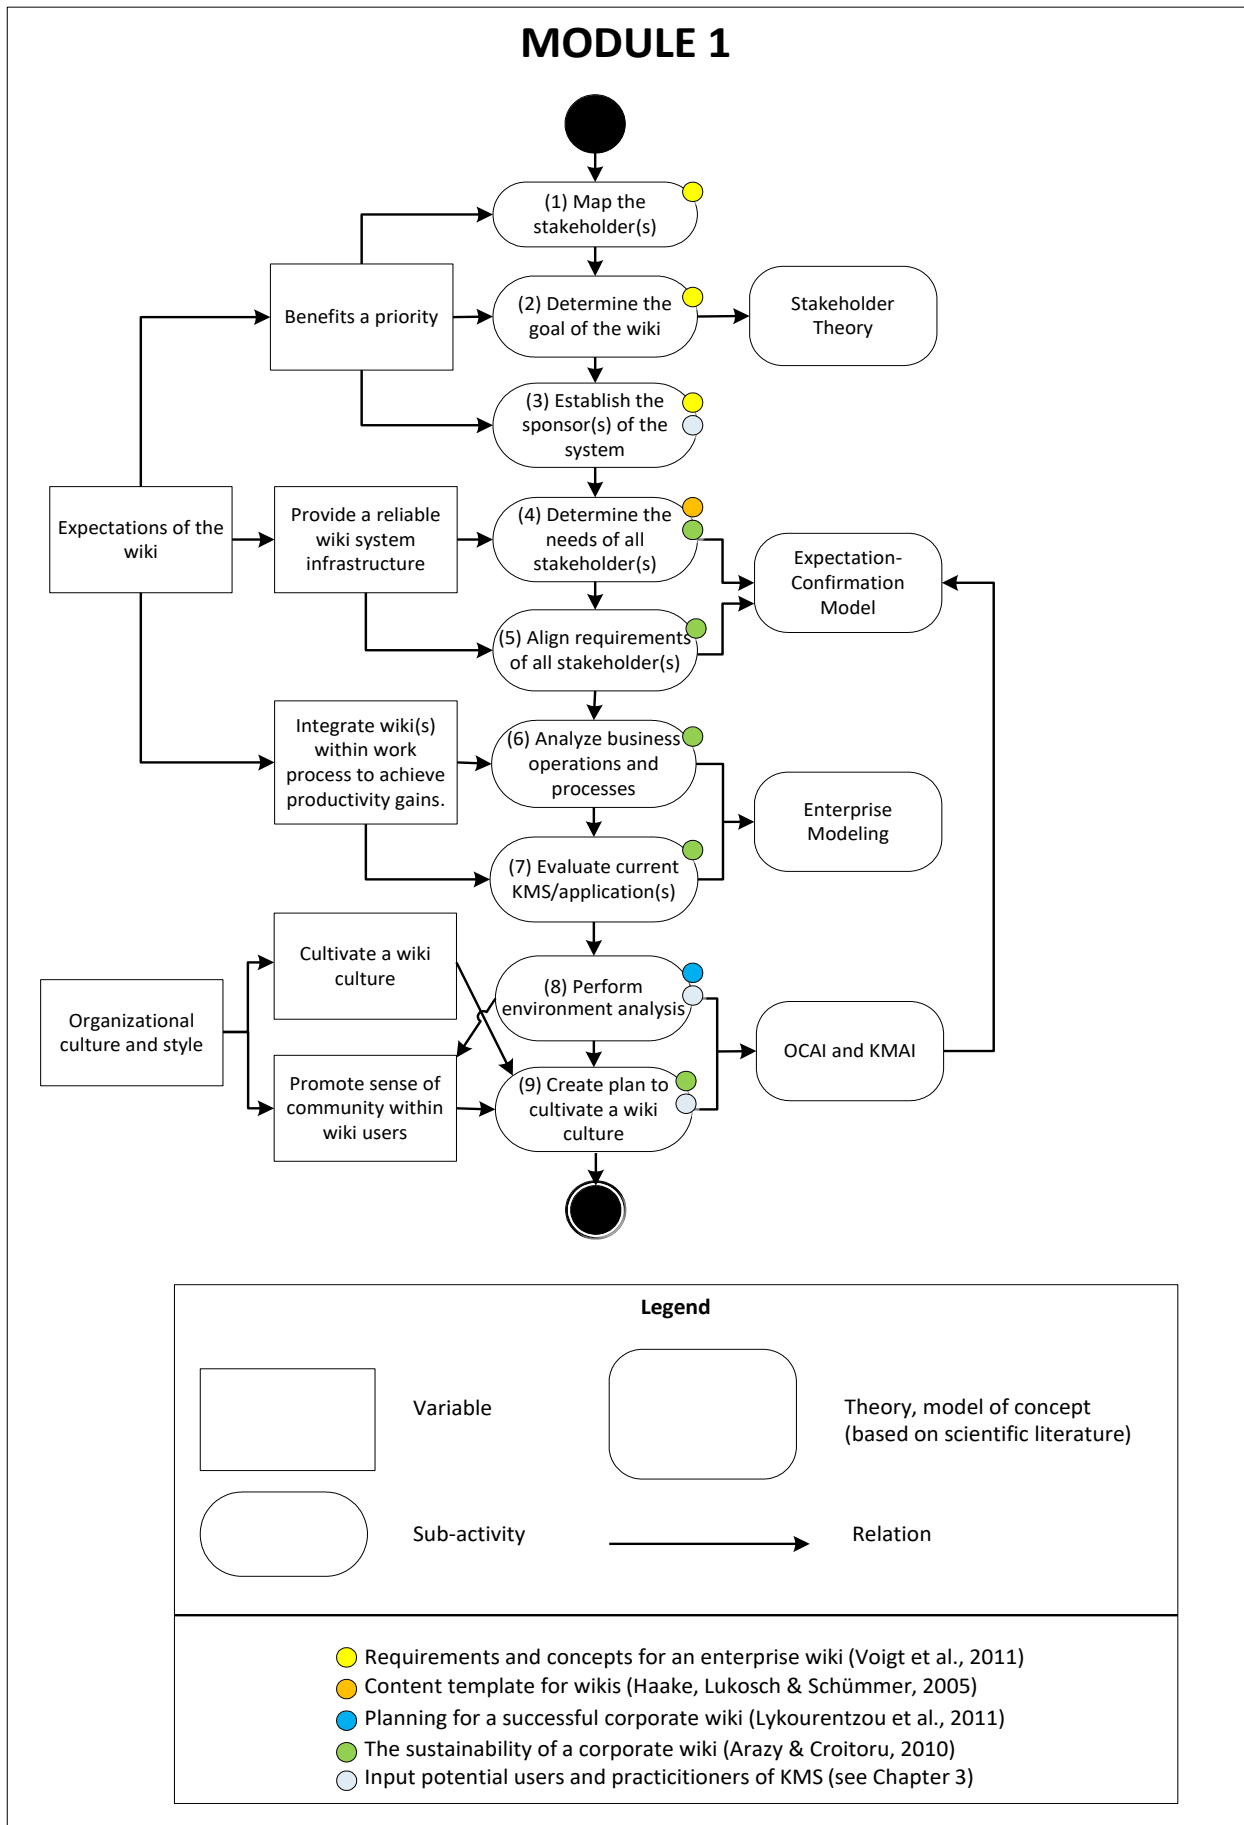 MODULE 1
(1) Map the
stakeholder(s)
Benefits a priority
(2) Determine the
goal of the wiki
Stakeholder
Theory
(3) Establish the
sponsor(s) of the
system
Expectations of the
wiki
Provide a reliable
wiki system
infrastructure
(4) Determine the
needs of all
stakeholder(s)
Expectation-
Confirmation
Model
(5) Align requirements
of all stakeholder(s)
Integrate wiki(s)
within work
process to achieve
productivity gains.
(6) Analyze business
operations and
processes
Enterprise
Modeling
(7) Evaluate current
KMS/application(s)
Cultivate a wiki
culture
(8) Perform
environment analysis
Organizational
culture and style
OCAI and KMAI
Promote sense of
community within
wiki users
(9) Create plan to
cultivate a wiki
culture
Legend
Variable
Theory, model of concept
(based on scientific literature)
Sub-activity
Relation
Requirements and concepts for an enterprise wiki (Voigt et al., 2011)
Content template for wikis (Haake, Lukosch & Schümmer, 2005)
Planning for a successful corporate wiki (Lykourentzou et al., 2011)
The sustainability of a corporate wiki (Arazy & Croitoru, 2010)
Input potential users and practicitioners of KMS (see Chapter 3)